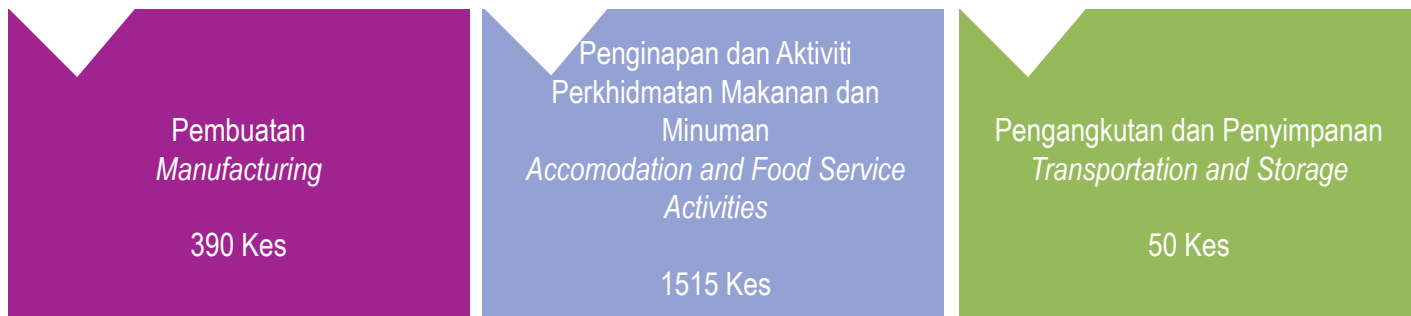 Pembuatan
Manufacturing
390 Kes
Penginapan dan Aktiviti
Perkhidmatan Makanan dan
Minuman
Accomodation and Food Service
Activities
1515 Kes
Pengangkutan dan Penyimpanan
Transportation and Storage
50 Kes